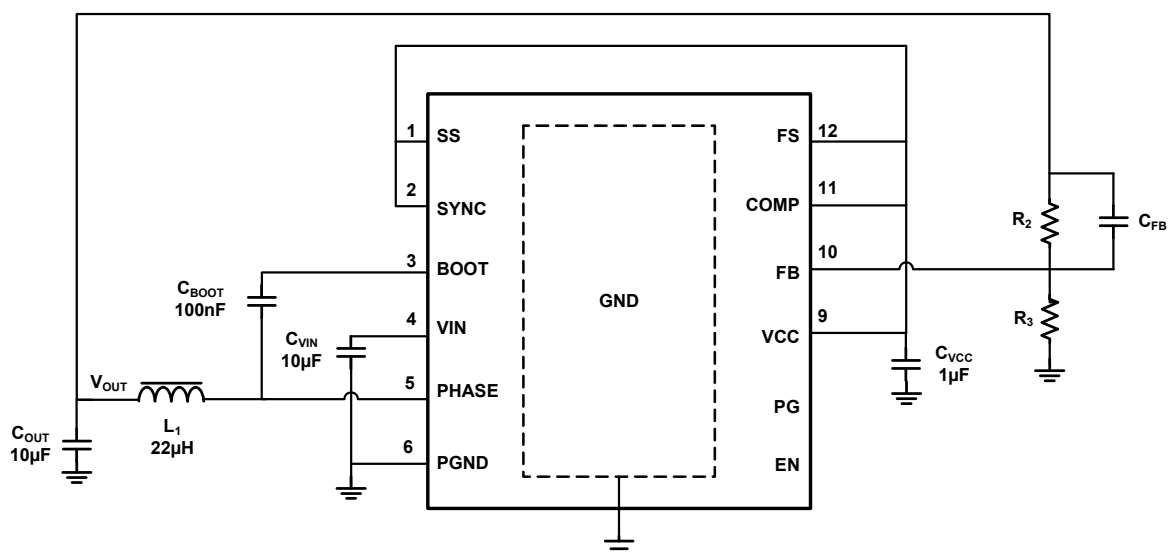 1
SS
2
SYNC
3
BOOT
4
VIN
5
PHASE
6
PGND
GND
FS
12
COMP
11
FB
10
VCC
9
PG
EN
CBOOT
100nF
CVIN
10µF
VOUT
L1
22µH
COUT
10µF
R2
CFB
R3
CVCC
1µF